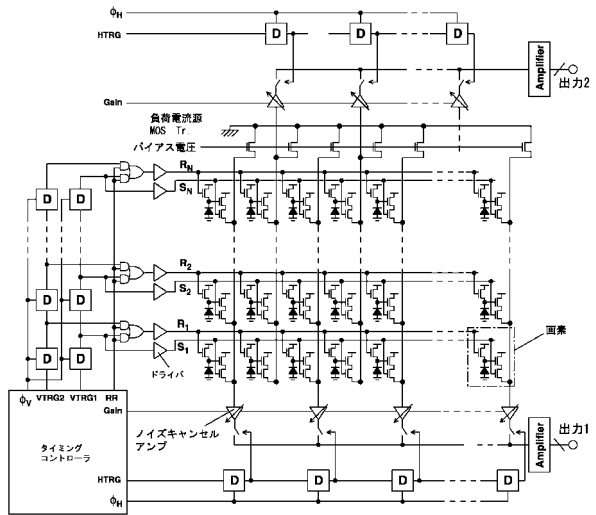 ΦH
HTRG
D
D
D
Amplifier
出力2
Gain
負荷電流源
MOS Tr.
バイアス電圧
RN
SN
D
D
R2
S2
D
D
R1
S1
画素
D
D
ドライバ
ΦV VTRG2 VTRG1 RR
Gain
ノイズキャンセル
アンプ
タイミング
コントローラ
Amplifier
出力1
HTRG
D
D
D
D
ΦH